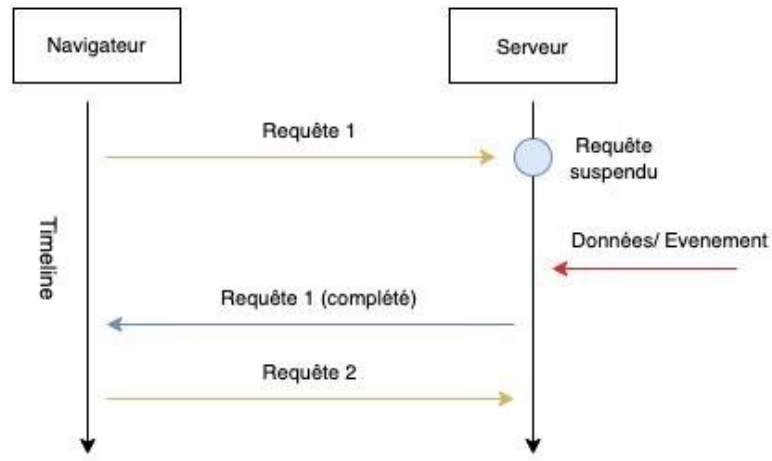 Navigateur
Serveur
Requête 1
Requête
suspendu
Timeline
Données/ Evenement
Requête 1 (complété)
Requête 2